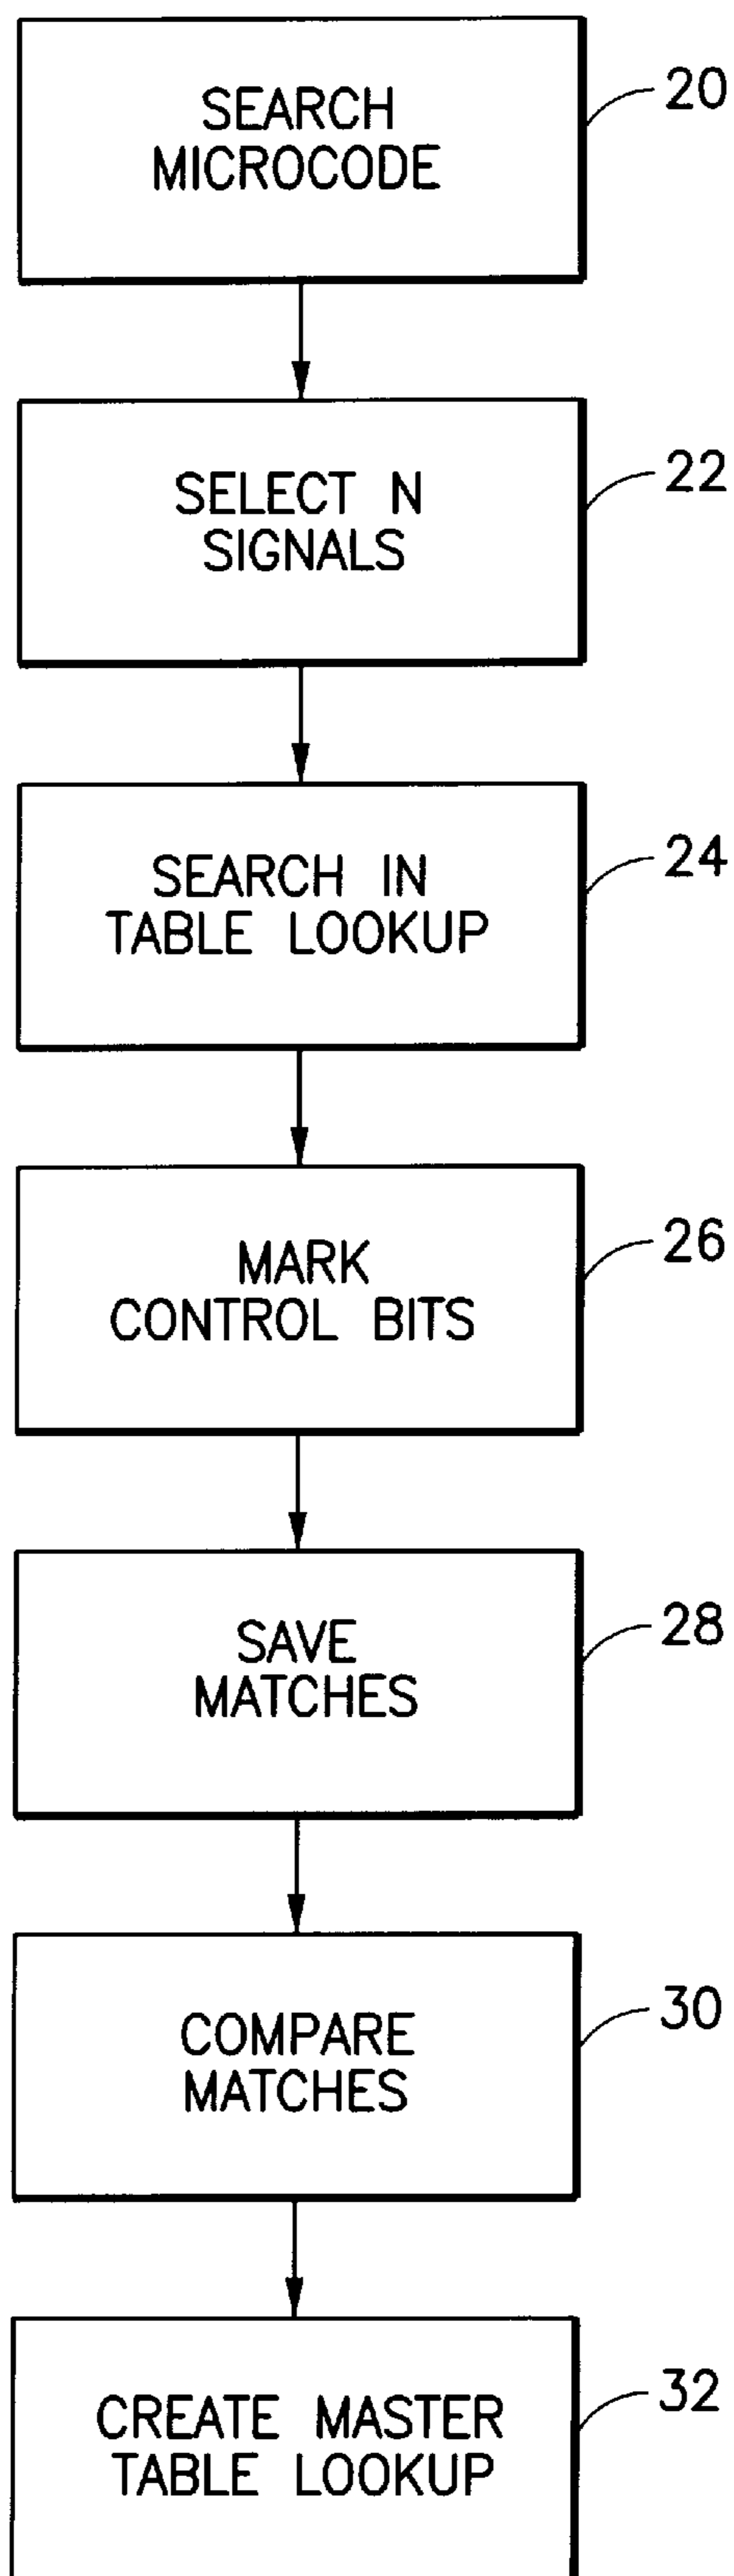 SEARCH
MICROCODE
20
SELECT N
SIGNALS
22
SEARCH IN
TABLE LOOKUP
24
MARK
CONTROL BITS
26
SAVE
MATCHES
28
COMPARE
MATCHES
30
CREATE MASTER
TABLE LOOKUP
32